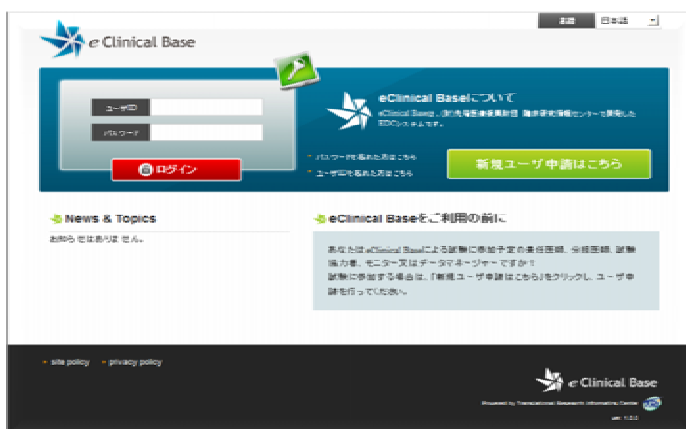 言語 日本語
e Clinical Base
ユーザID
パスワード
ログイン
eClinical Baseについて
eClinical Baseは、(財)先端医療振興財団 臨床研究情報センターで開発した
EDCシステムです。
パスワードを忘れた方はこちら
ユーザIDを忘れた方はこちら
新規ユーザ申請はこちら
News & Topics
お知らせはありません。
eClinical Baseをご利用の前に
あなたはeClinical Baseによる試験に参加予定の責任医師、分担医師、試験
協力者、モニター又はデータマネージャーですか？
試験に参加する場合は、「新規ユーザ申請はこちら」をクリックし、ユーザ申
請を行ってください。
site policy privacy policy
e Clinical Base
Powered by Translational Research Informatics Center